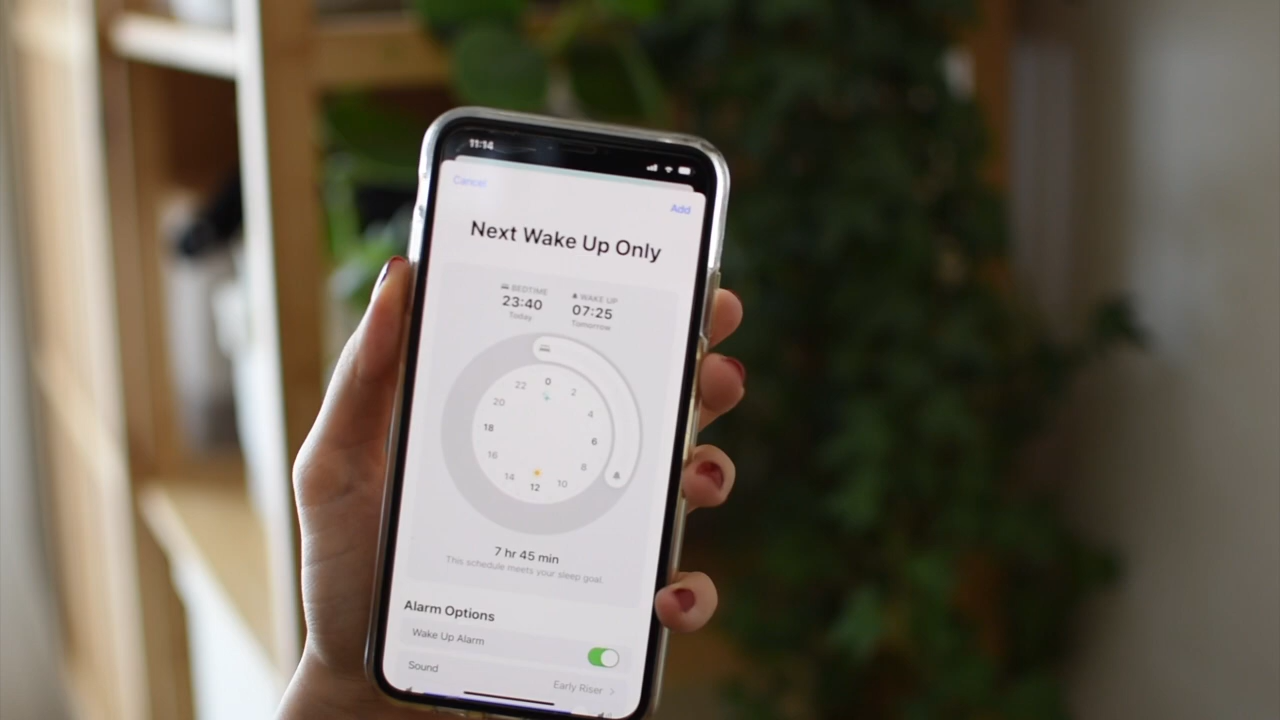 11:14
Cancel
Add
Next Wake Up Only
BEDTIME WAKE UP
23:40 07:25
Today Tomorrow
0
22 2
20 4
18 6
16 8
14 10
12
7 hr 45 min
This schedule meets your sleep goal.
Alarm Options
Wake Up Alarm
Sound Early Riser >